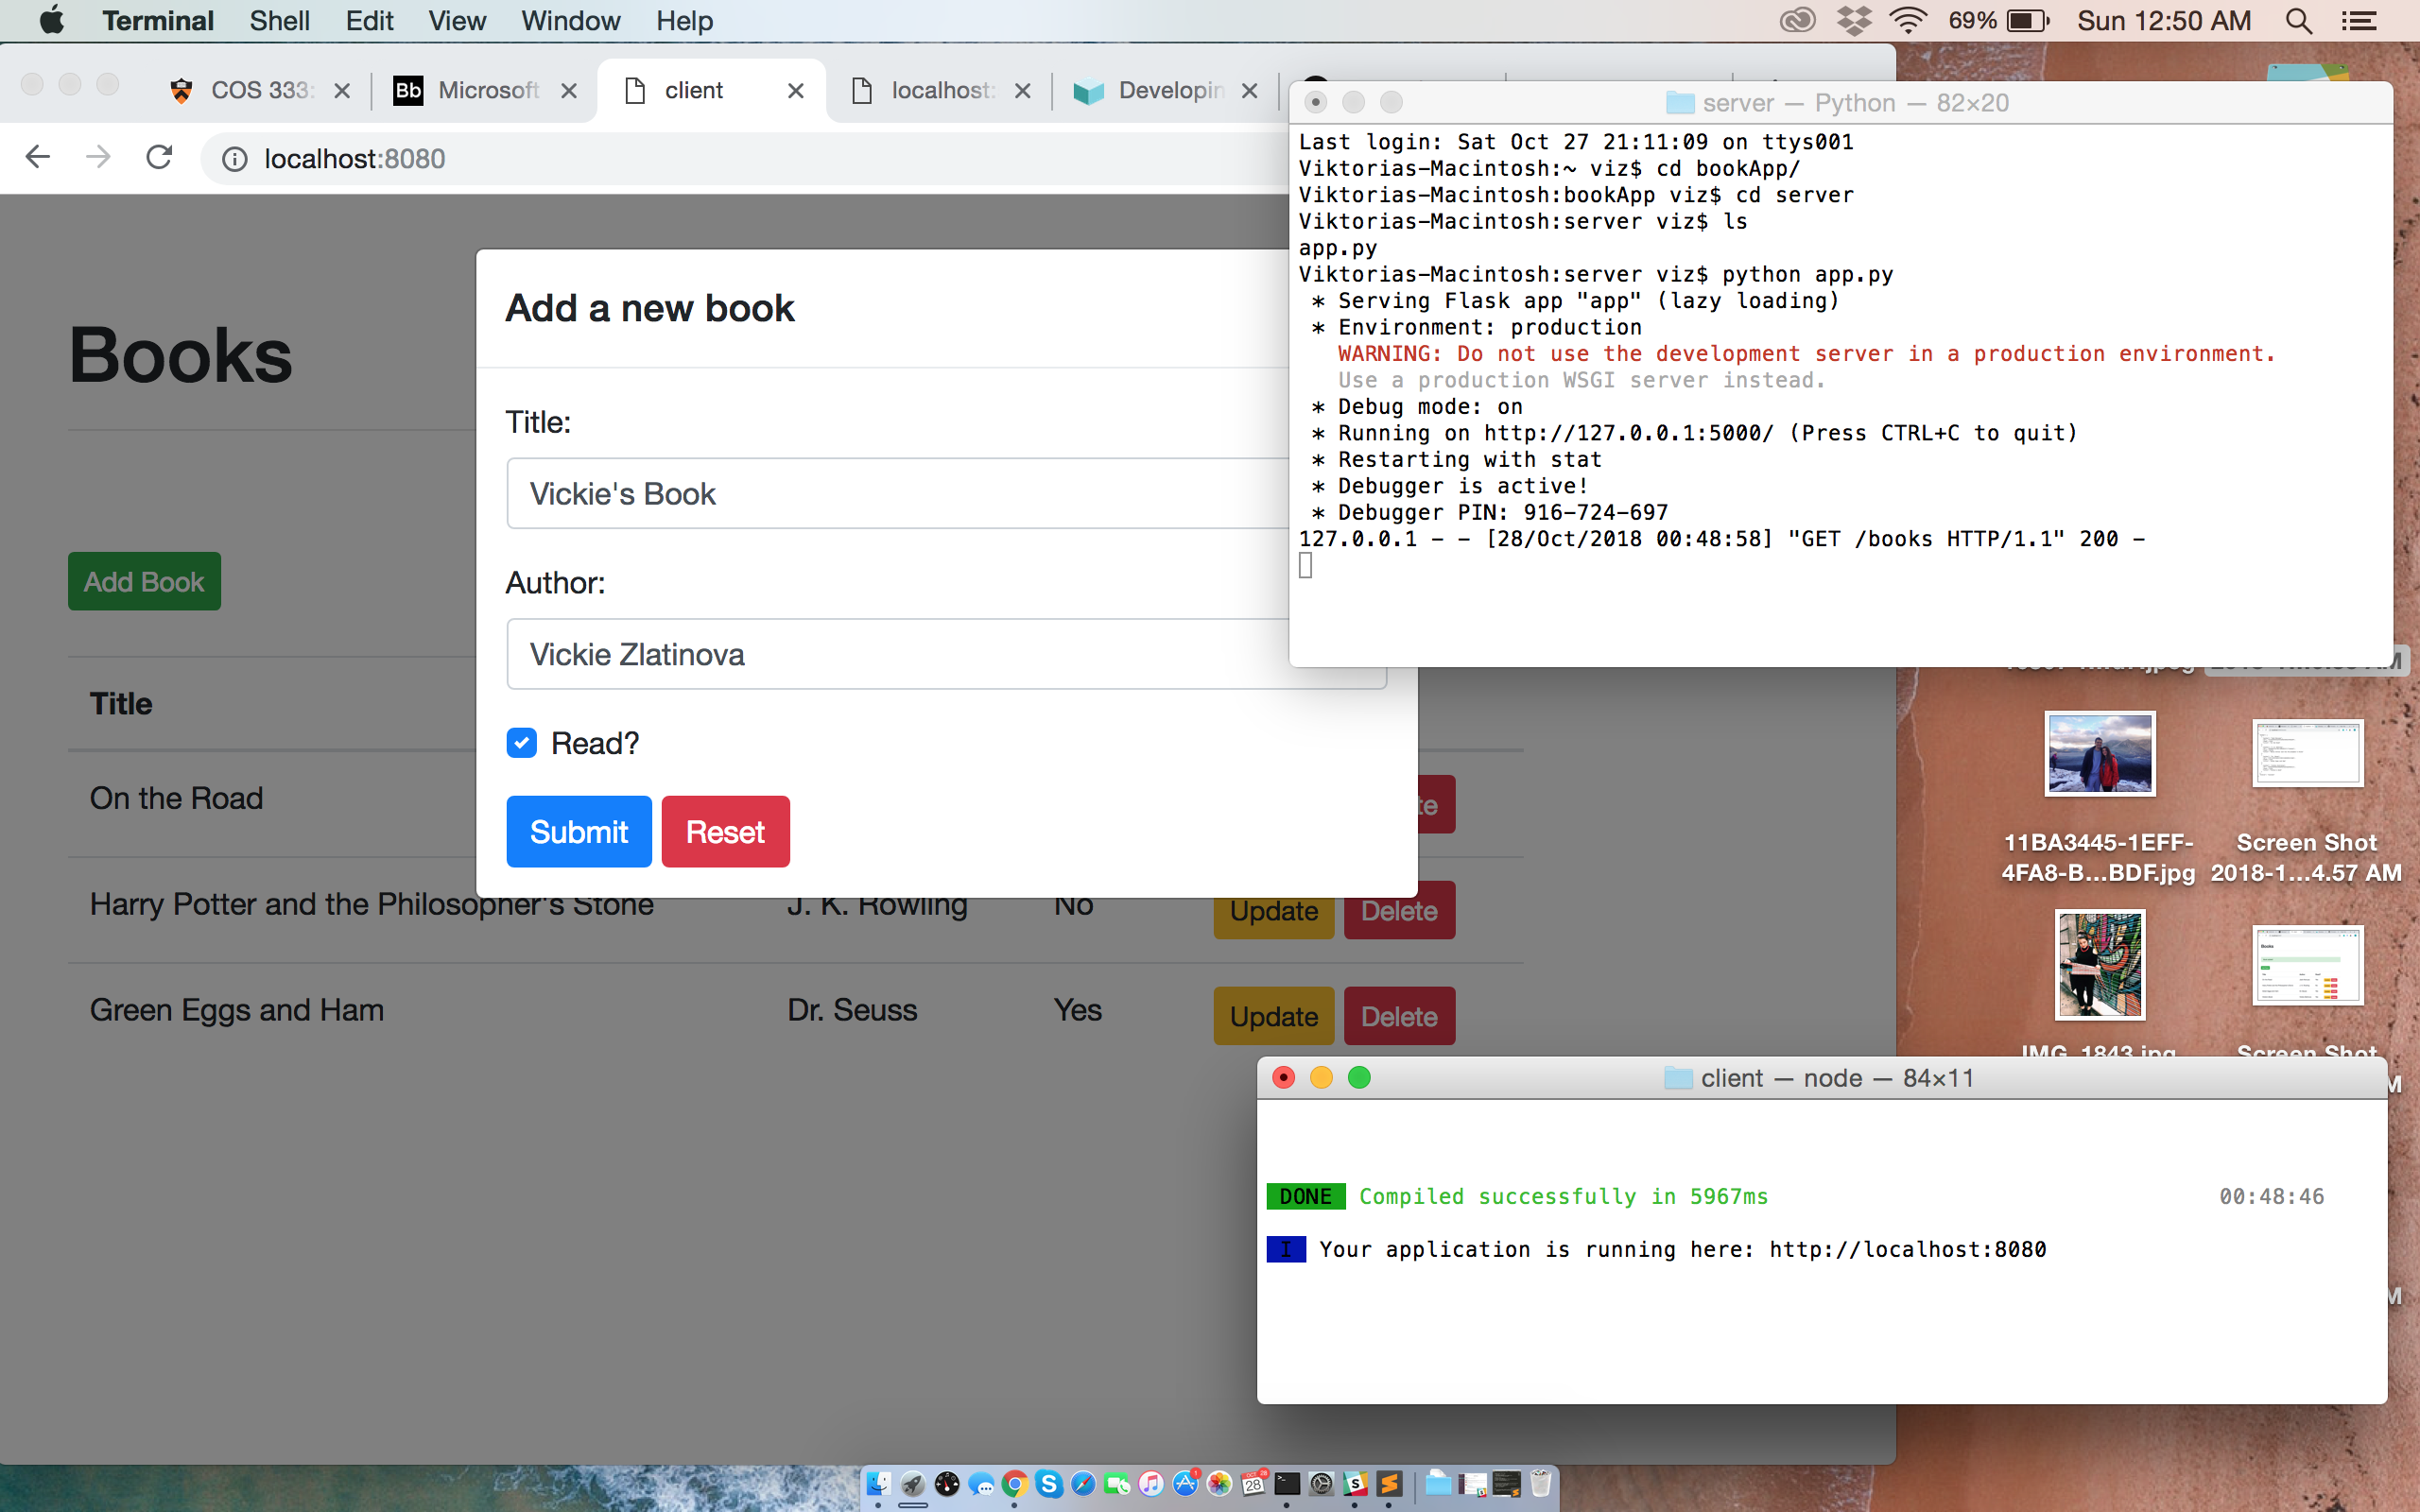 Terminal Shell Edit View Window Help
69% Sun 12:50 AM
COS 333:
Bb Microsoft
client
localhost:
Developin
localhost:8080
Books
Add Book
Title
On the Road
Harry Potter and the Philosopher's Stone J. K. Rowling No Update Delete
Green Eggs and Ham Dr. Seuss Yes Update Delete
Add a new book
Title:
Vickie's Book
Author:
Vickie Zlatinova
Read?
Submit Reset
server — Python — 82×20
Last login: Sat Oct 27 21:11:09 on ttys001
Viktorias-Macintosh:~ viz$ cd bookApp/
Viktorias-Macintosh:bookApp viz$ cd server
Viktorias-Macintosh:server viz$ ls
app.py
Viktorias-Macintosh:server viz$ python app.py
* Serving Flask app "app" (lazy loading)
* Environment: production
WARNING: Do not use the development server in a production environment.
Use a production WSGI server instead.
* Debug mode: on
* Running on http://127.0.0.1:5000/ (Press CTRL+C to quit)
* Restarting with stat
* Debugger is active!
* Debugger PIN: 916-724-697
127.0.0.1 - - [28/Oct/2018 00:48:58] "GET /books HTTP/1.1" 200 -
11BA3445-1EFF-
4FA8-B...BDF.jpg
Screen Shot
2018-1...4.57 AM
IMG_1843.jpg
Screen Shot
client — node — 84×11
DONE Compiled successfully in 5967ms 00:48:46
I Your application is running here: http://localhost:8080